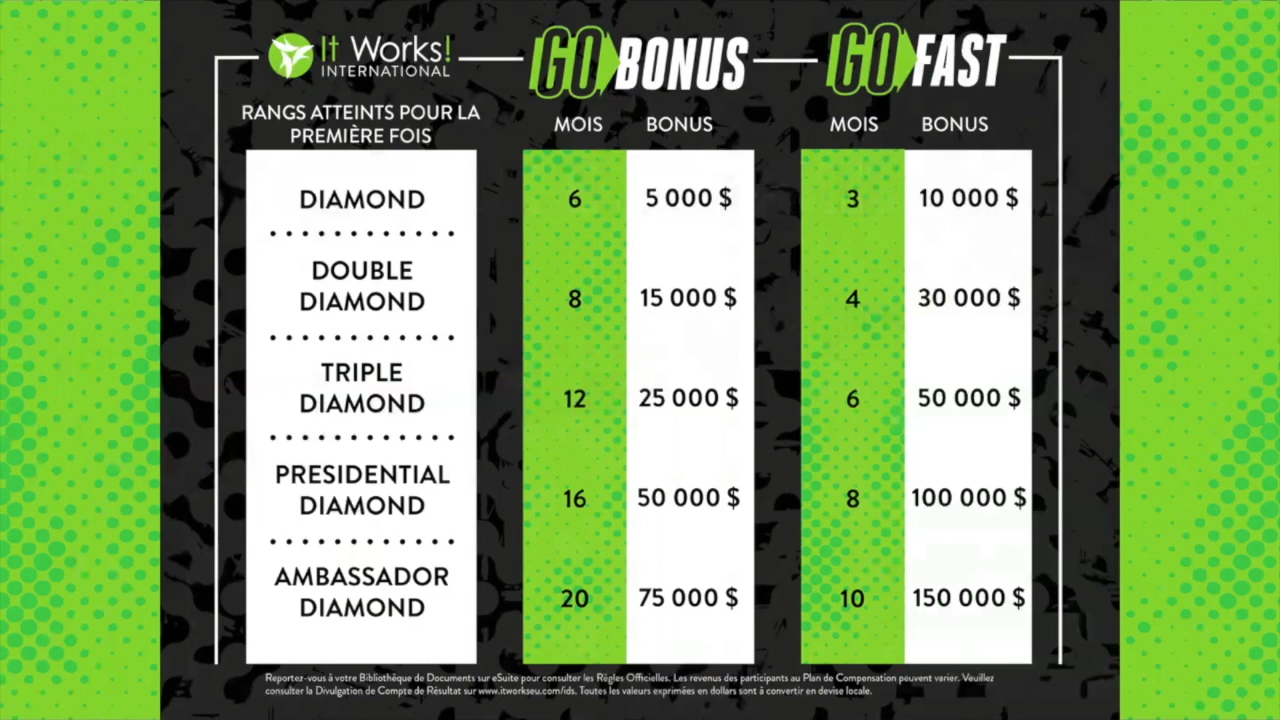 It Works!
INTERNATIONAL
GO BONUS
GO FAST
RANGS ATTEINTS POUR LA
PREMIÈRE FOIS
MOIS BONUS
MOIS BONUS
DIAMOND
6 5 000 $ 3 10 000 $
DOUBLE
DIAMOND
8 15 000 $ 4 30 000 $
TRIPLE
DIAMOND
12 25 000 $ 6 50 000 $
PRESIDENTIAL
DIAMOND
16 50 000 $ 8 100 000 $
AMBASSADOR
DIAMOND
20 75 000 $ 10 150 000 $
Reportez-vous à votre Bibliothèque de Documents sur eSuite pour consulter les Règles Officielles. Les revenus des participants au Plan de Compensation peuvent varier. Veuillez
consulter la Divulgation de Compte de Résultat sur www.itworkseu.com/ids. Toutes les valeurs exprimées en dollars sont à convertir en devise locale.